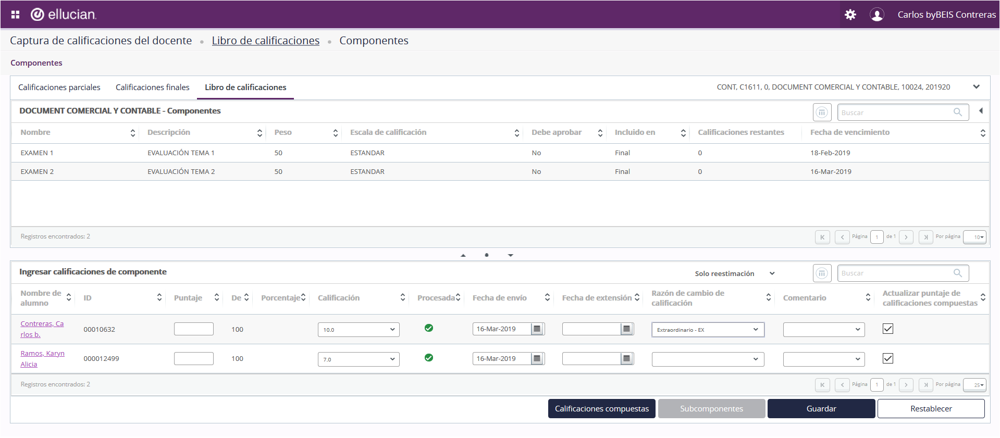 ellucian.
Carlos byBEIS Contreras
Captura de calificaciones del docente • Libro de calificaciones • Componentes
Componentes
Calificaciones parciales Calificaciones finales Libro de calificaciones CONT, C1611, 0, DOCUMENT COMERCIAL Y CONTABLE, 10024, 201920
DOCUMENT COMERCIAL Y CONTABLE - Componentes Buscar
Nombre Descripción Peso Escala de calificación Debe aprobar Incluido en Calificaciones restantes Fecha de vencimiento
EXAMEN 1 EVALUACIÓN TEMA 1 50 ESTANDAR No Final 0 18-Feb-2019
EXAMEN 2 EVALUACIÓN TEMA 2 50 ESTANDAR No Final 0 16-Mar-2019
Registros encontrados: 2 Página 1 de 1 Por página 10
Ingresar calificaciones de componente Solo reestimación Buscar
Nombre de alumno ID Puntaje De Porcentaje Calificación Procesada Fecha de envío Fecha de extensión Razón de cambio de calificación Comentario Actualizar puntaje de calificaciones compuestas
Contreras, Ca
rlos b. 00010632 100 10.0 16-Mar-2019 Extraordinario - EX
Ramos, Karyn
Alicia 000012499 100 7.0 16-Mar-2019
Registros encontrados: 2 Página 1 de 1 Por página 25
Calificaciones compuestas Subcomponentes Guardar Restablecer